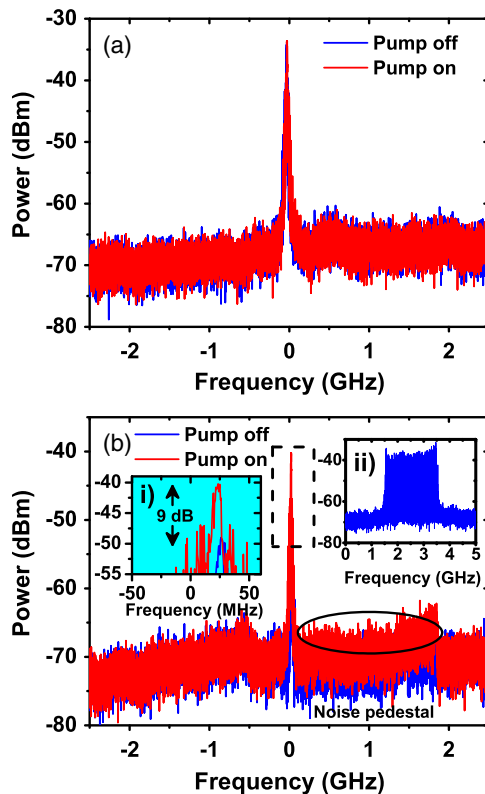 (a)
Pump off
Pump on
-30
-40
-50
-60
-70
-80
Power (dBm)
-2 -1 0 1 2
Frequency (GHz)
(b)
Pump off
Pump on
-40
-50
-60
-70
-80
Power (dBm)
i)
-40
-45
-50
-55
9 dB
-50 0 50
Frequency (MHz)
ii)
-40
-60
-80
0 1 2 3 4 5
Frequency (GHz)
Noise pedestal
-2 -1 0 1 2
Frequency (GHz)